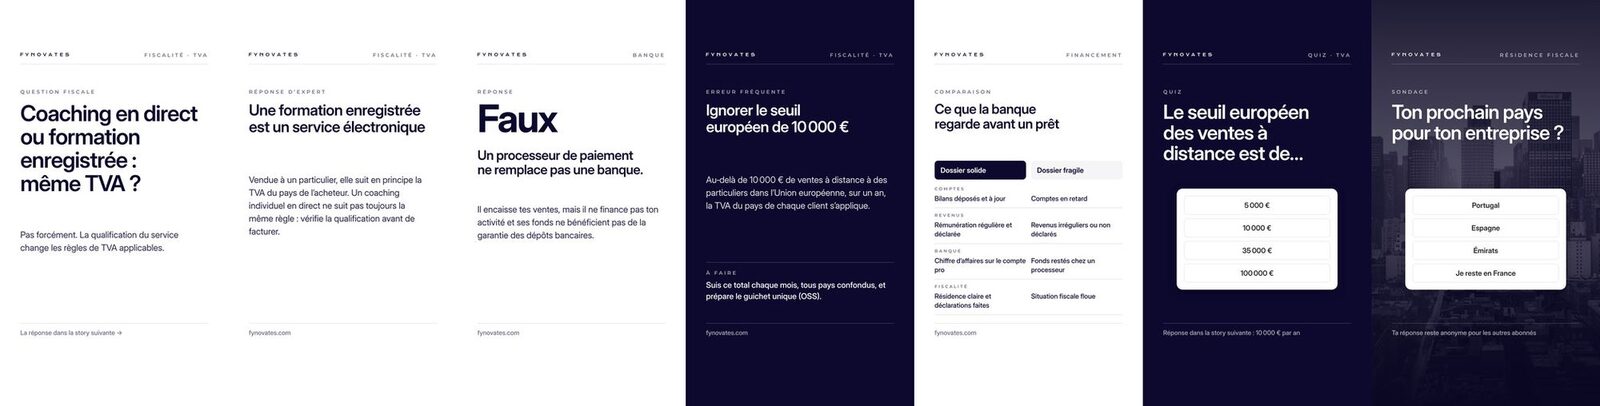 FYNOVATES
FISCALITÉ · TVA
QUESTION FISCALE
Coaching en direct
ou formation
enregistrée :
même TVA ?
Pas forcément. La qualification du service
change les règles de TVA applicables.
La réponse dans la story suivante →
FYNOVATES
FISCALITÉ · TVA
RÉPONSE D'EXPERT
Une formation enregistrée
est un service électronique
Vendue à un particulier, elle suit en principe la
TVA du pays de l'acheteur. Un coaching
individuel en direct ne suit pas toujours la
même règle : vérifie la qualification avant de
facturer.
fynovates.com
FYNOVATES
BANQUE
RÉPONSE
Faux
Un processeur de paiement
ne remplace pas une banque.
Il encaisse tes ventes, mais il ne finance pas ton
activité et ses fonds ne bénéficient pas de la
garantie des dépôts bancaires.
fynovates.com
FYNOVATES
FISCALITÉ · TVA
ERREUR FRÉQUENTE
Ignorer le seuil
européen de 10 000 €
Au-delà de 10 000 € de ventes à distance à des
particuliers dans l'Union européenne, sur un an,
la TVA du pays de chaque client s'applique.
À FAIRE
Suis ce total chaque mois, tous pays confondus, et
prépare le guichet unique (OSS).
fynovates.com
FYNOVATES
FINANCEMENT
COMPARAISON
Ce que la banque
regarde avant un prêt
Dossier solide
Dossier fragile
COMPTES
Bilans déposés et à jour
Comptes en retard
REVENUS
Rémunération régulière et
déclarée
Revenus irréguliers ou non
déclarés
BANQUE
Chiffre d'affaires sur le compte
pro
Fonds restés chez un
processeur
FISCALITÉ
Résidence claire et
déclarations faites
Situation fiscale floue
fynovates.com
FYNOVATES
QUIZ · TVA
QUIZ
Le seuil européen
des ventes à
distance est de...
5 000 €
10 000 €
35 000 €
100 000 €
Réponse dans la story suivante : 10 000 € par an
FYNOVATES
RÉSIDENCE FISCALE
SONDAGE
Ton prochain pays
pour ton entreprise ?
Portugal
Espagne
Émirats
Je reste en France
Ta réponse reste anonyme pour les autres abonnés